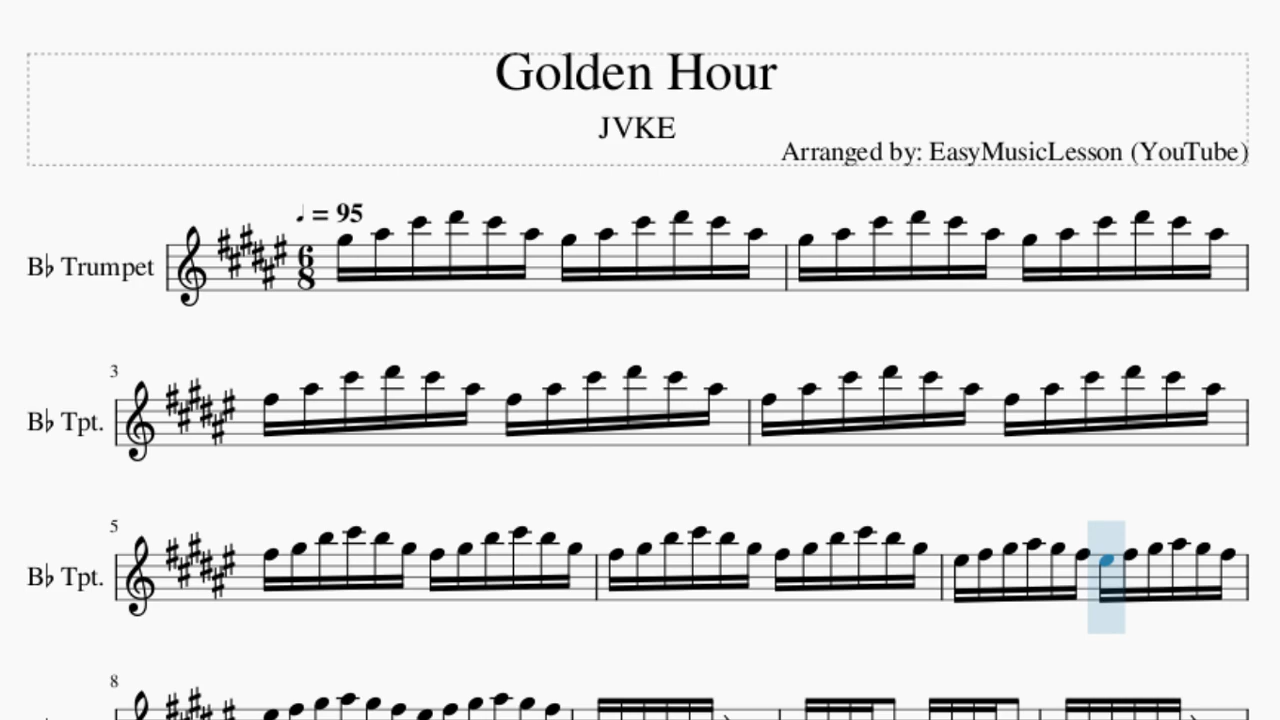 Golden Hour
JVKE
Arranged by: EasyMusicLesson (YouTube)
♩ = 95
B♭ Trumpet
6
8
3
B♭ Tpt.
5
B♭ Tpt.
8